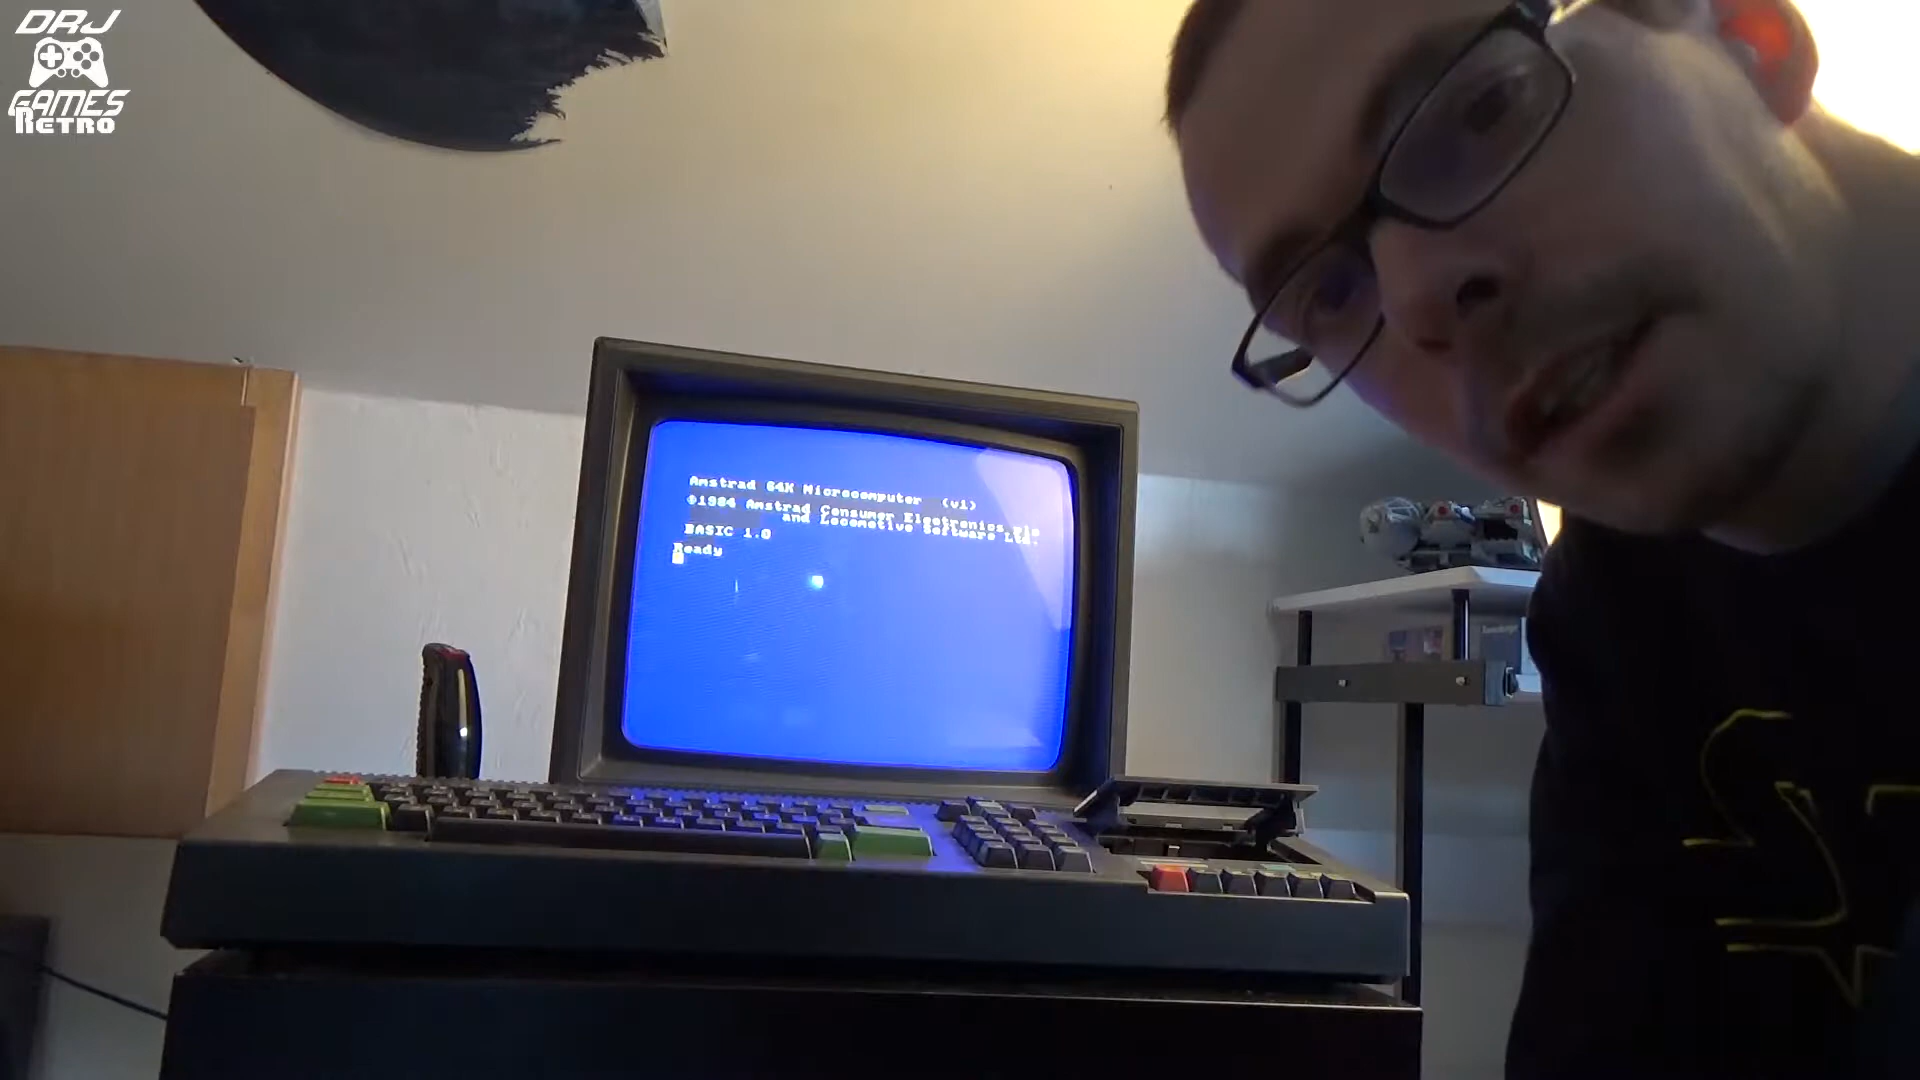 DRJ
GAMES
RETRO
Amstrad 64K Microcomputer (v1)
©1984 Amstrad Consumer Electronics plc
and Locomotive Software Ltd.
BASIC 1.0
Ready